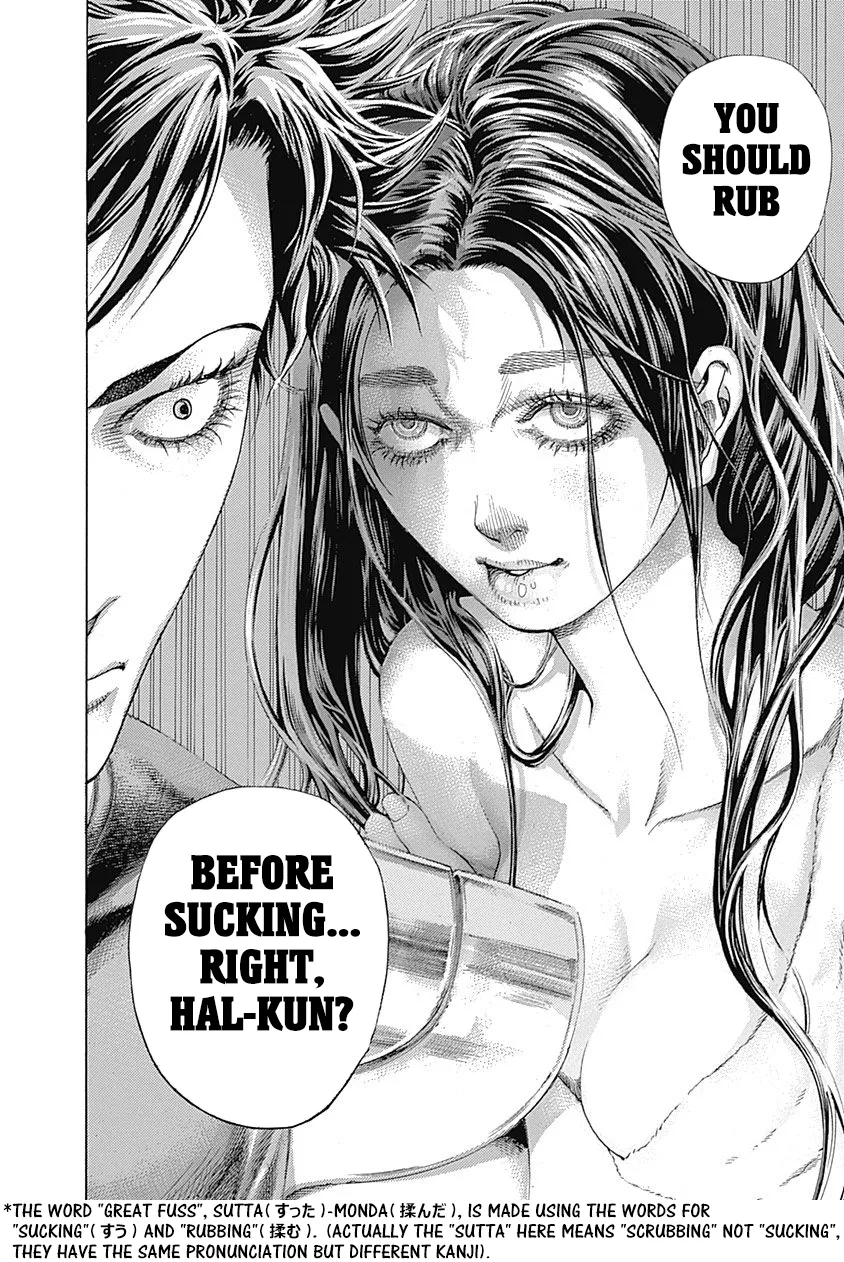 YOU
SHOULD
RUB
BEFORE
SUCKING...
RIGHT,
HAL-KUN?
*THE WORD "GREAT FUSS", SUTTA(すった)-MONDA(揉んだ), IS MADE USING THE WORDS FOR
"SUCKING"(すう) AND "RUBBING"(揉む). (ACTUALLY THE "SUTTA" HERE MEANS "SCRUBBING" NOT "SUCKING",
THEY HAVE THE SAME PRONUNCIATION BUT DIFFERENT KANJI).